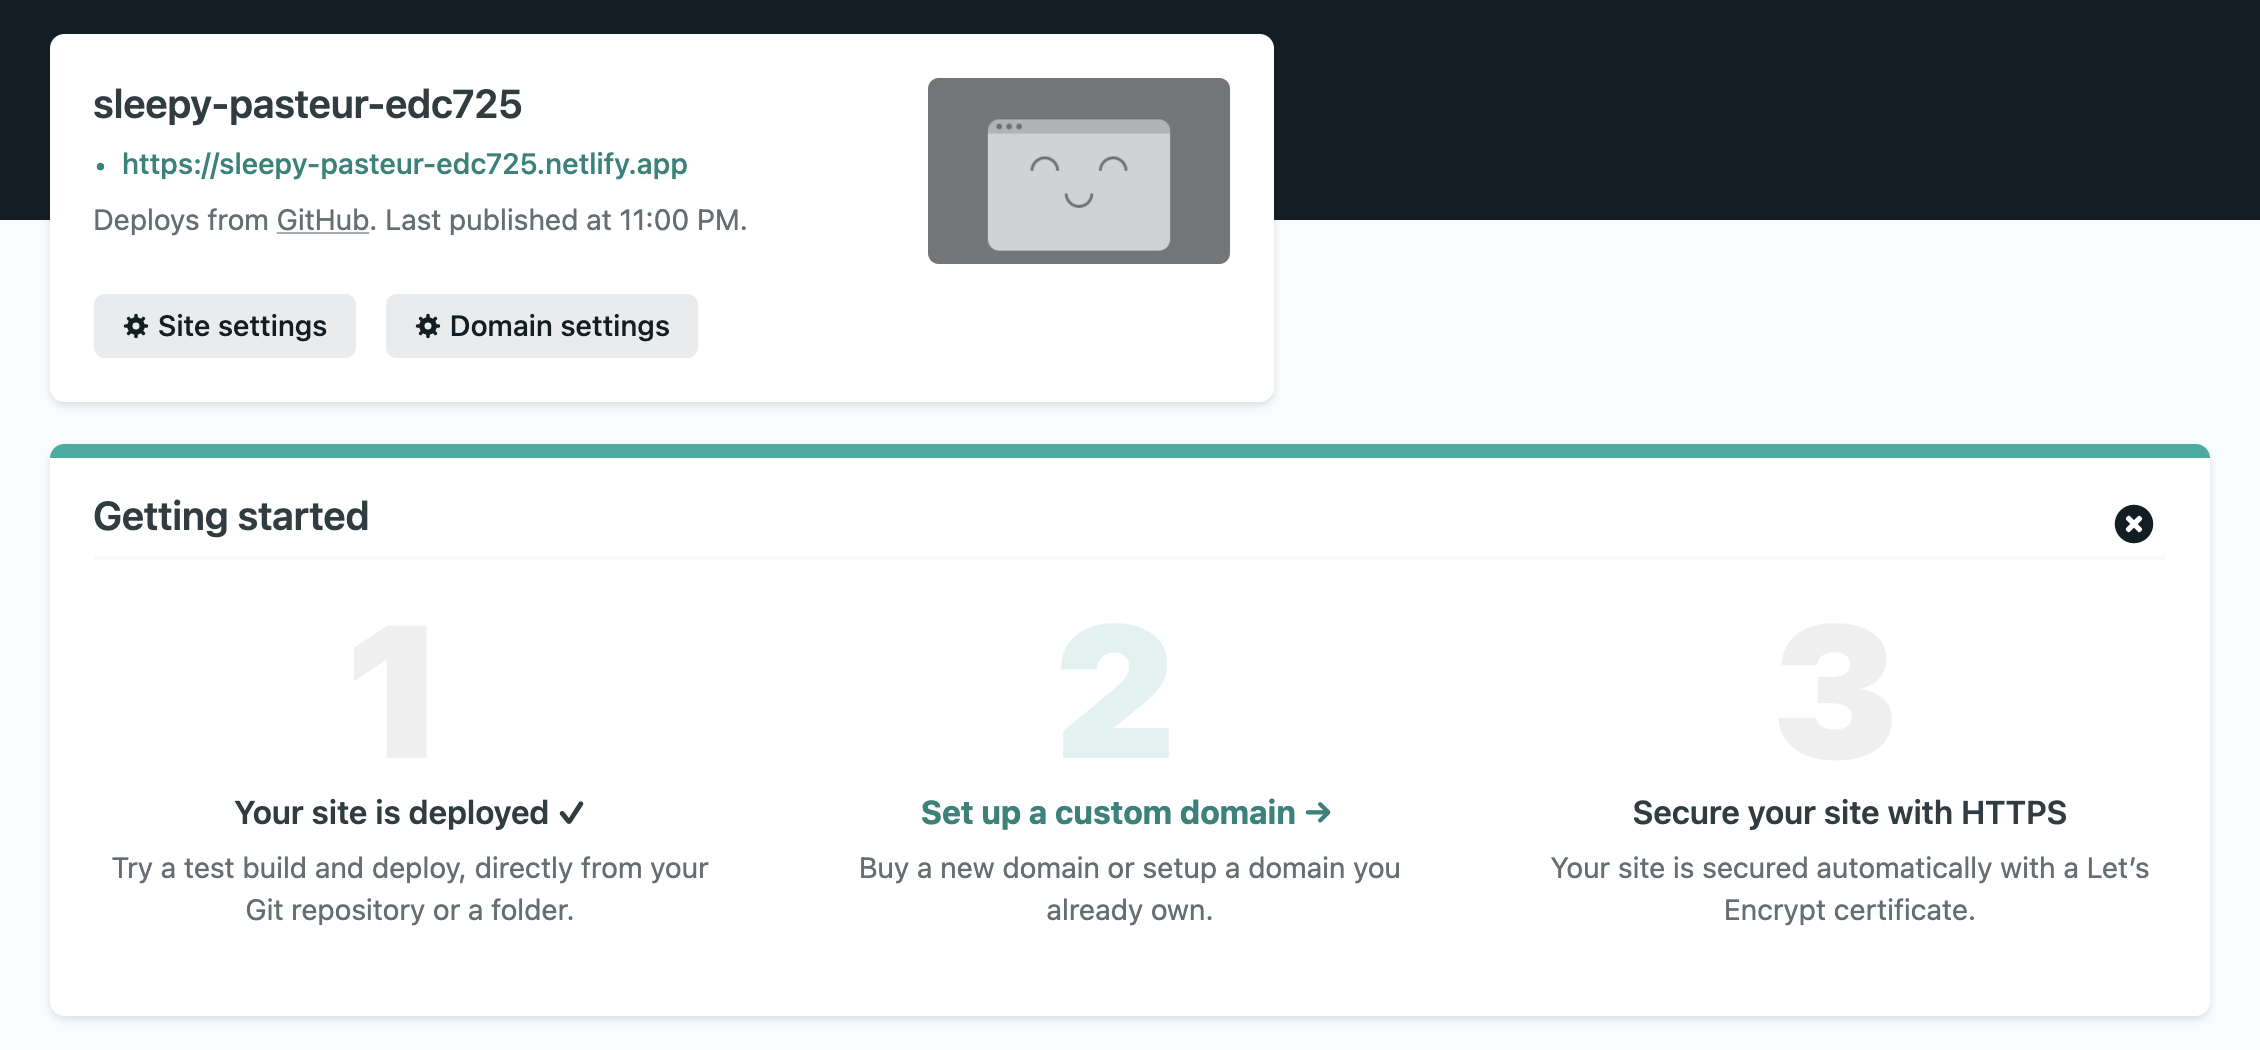 sleepy-pasteur-edc725
• https://sleepy-pasteur-edc725.netlify.app
Deploys from GitHub. Last published at 11:00 PM.
Site settings
Domain settings
Getting started
1
Your site is deployed ✓
Try a test build and deploy, directly from your
Git repository or a folder.
2
Set up a custom domain →
Buy a new domain or setup a domain you
already own.
3
Secure your site with HTTPS
Your site is secured automatically with a Let’s
Encrypt certificate.